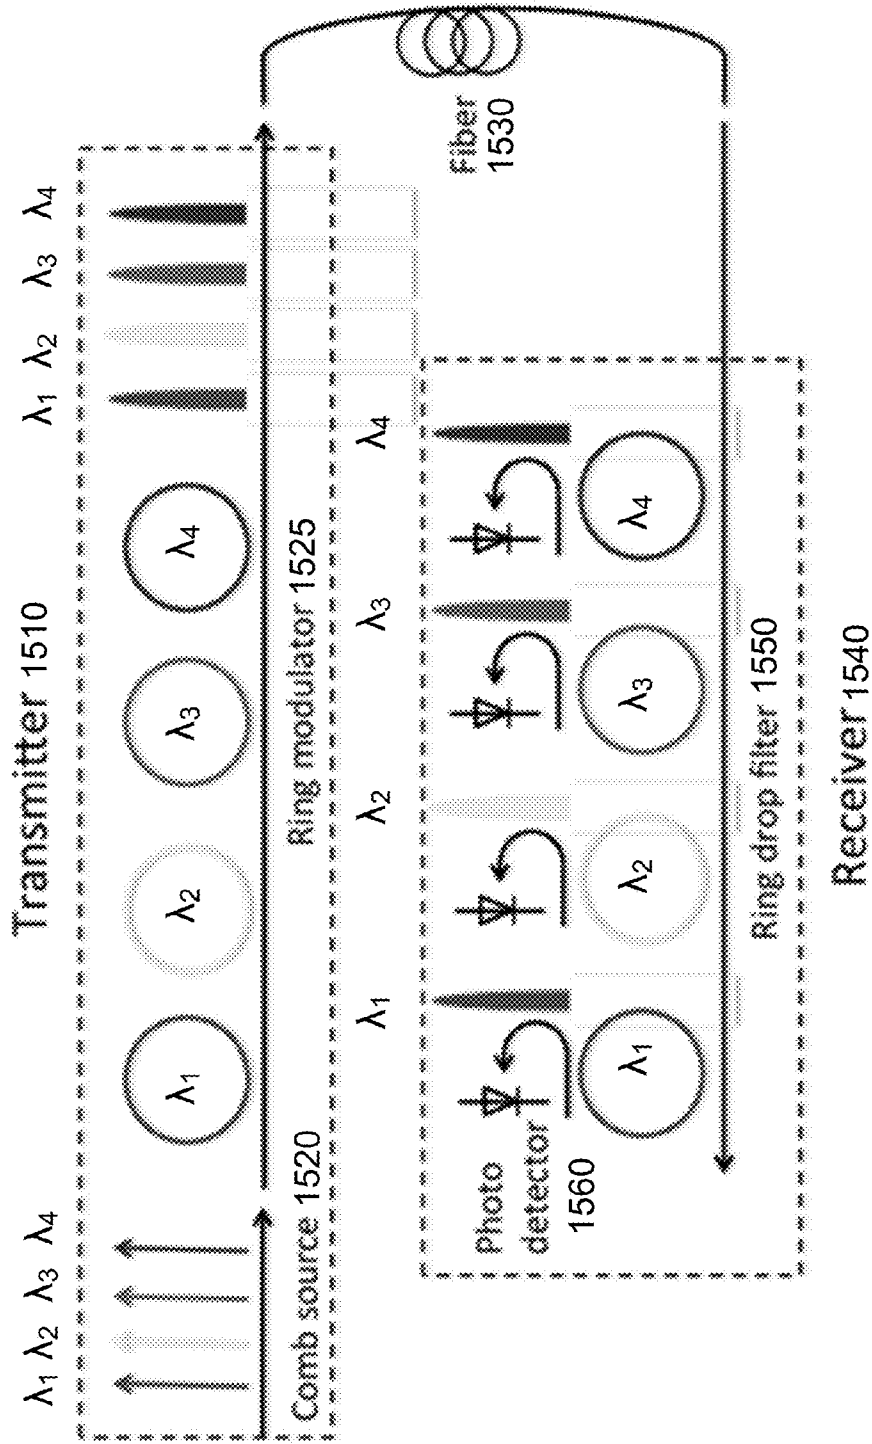 Transmitter 1510
λ1 λ2 λ3 λ4
λ1 λ2 λ3 λ4
λ1
λ2
λ3
λ4
Comb source 1520
Ring modulator 1525
Fiber
1530
λ1
λ2
λ3
λ4
Photo
detector
1560
λ1
λ2
λ3
λ4
Ring drop filter 1550
Receiver 1540